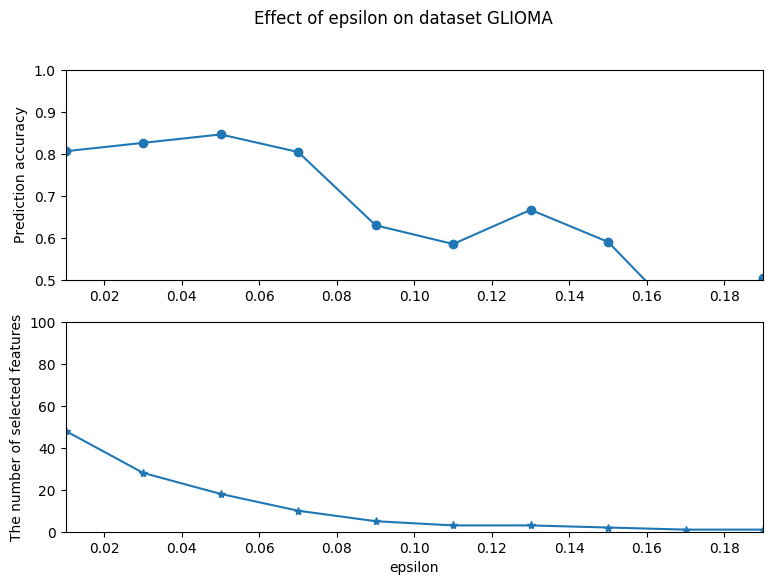 Effect of epsilon on dataset GLIOMA
Prediction accuracy
1.0
0.9
0.8
0.7
0.6
0.5
0.02 0.04 0.06 0.08 0.10 0.12 0.14 0.16 0.18
The number of selected features
100
80
60
40
20
0
0.02 0.04 0.06 0.08 0.10 0.12 0.14 0.16 0.18
epsilon